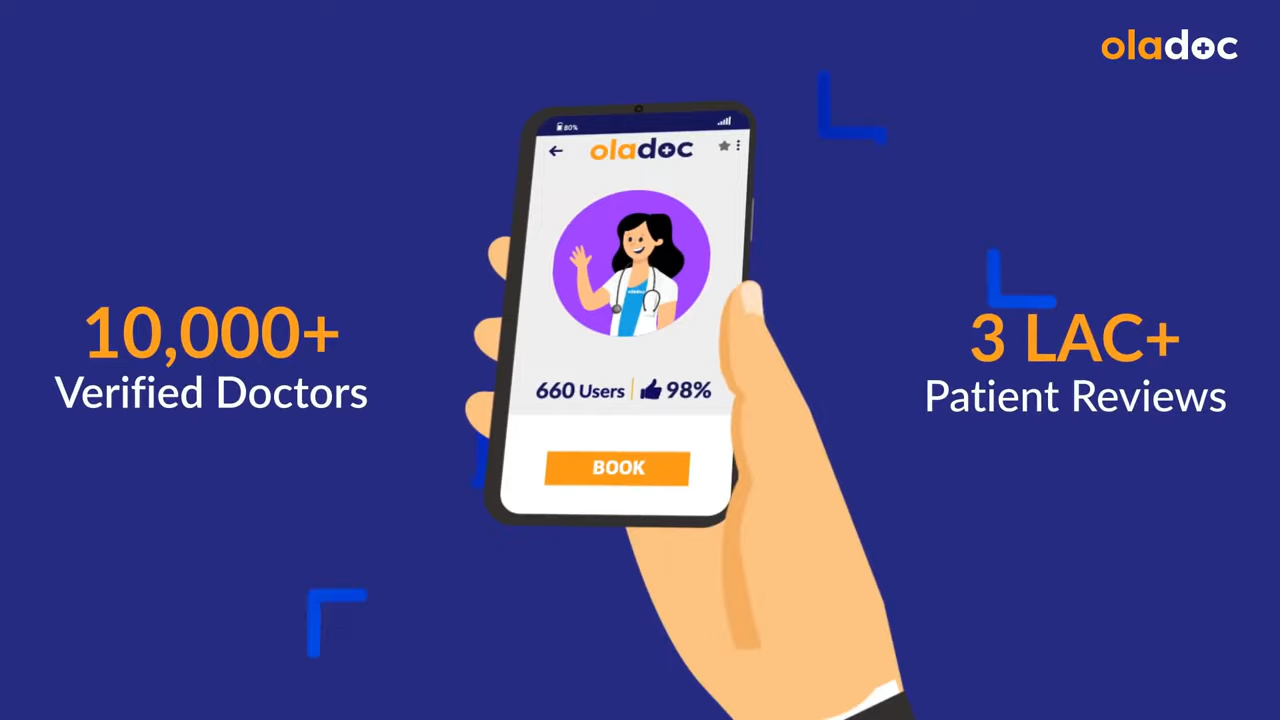 oladoc
80%
oladoc
10,000+
Verified Doctors
3 LAC+
Patient Reviews
660 Users | 98%
BOOK